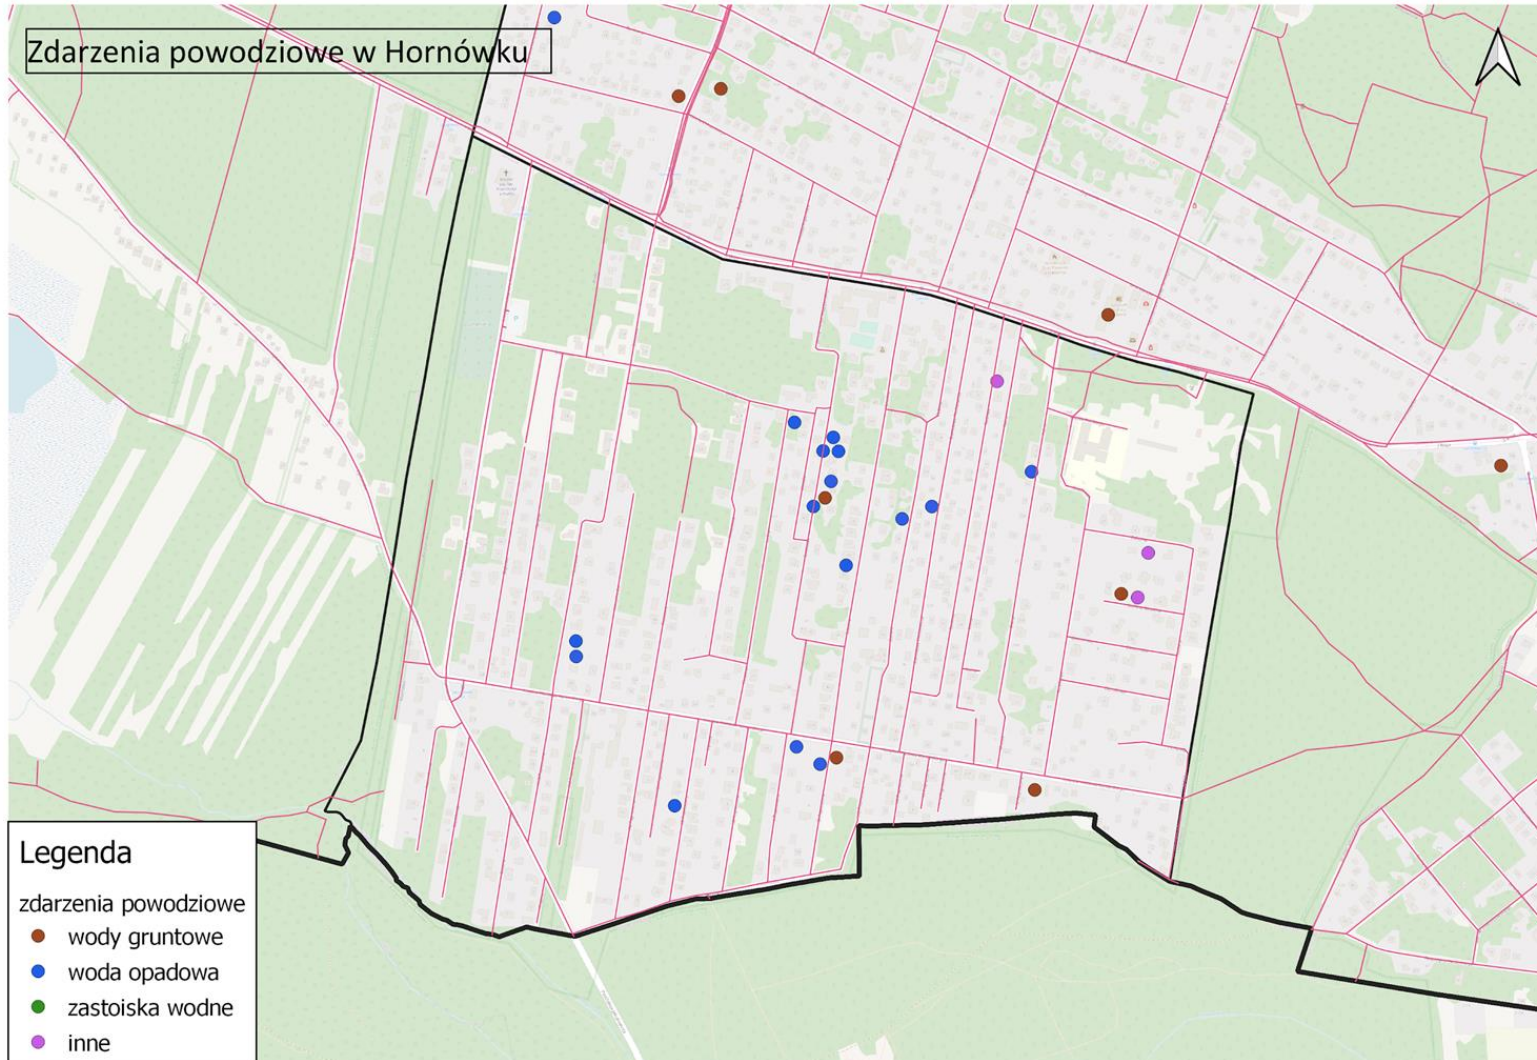 Zdarzenia powodziowe w Hornówku
Legenda
zdarzenia powodziowe
wody gruntowe
woda opadowa
zastoiska wodne
inne